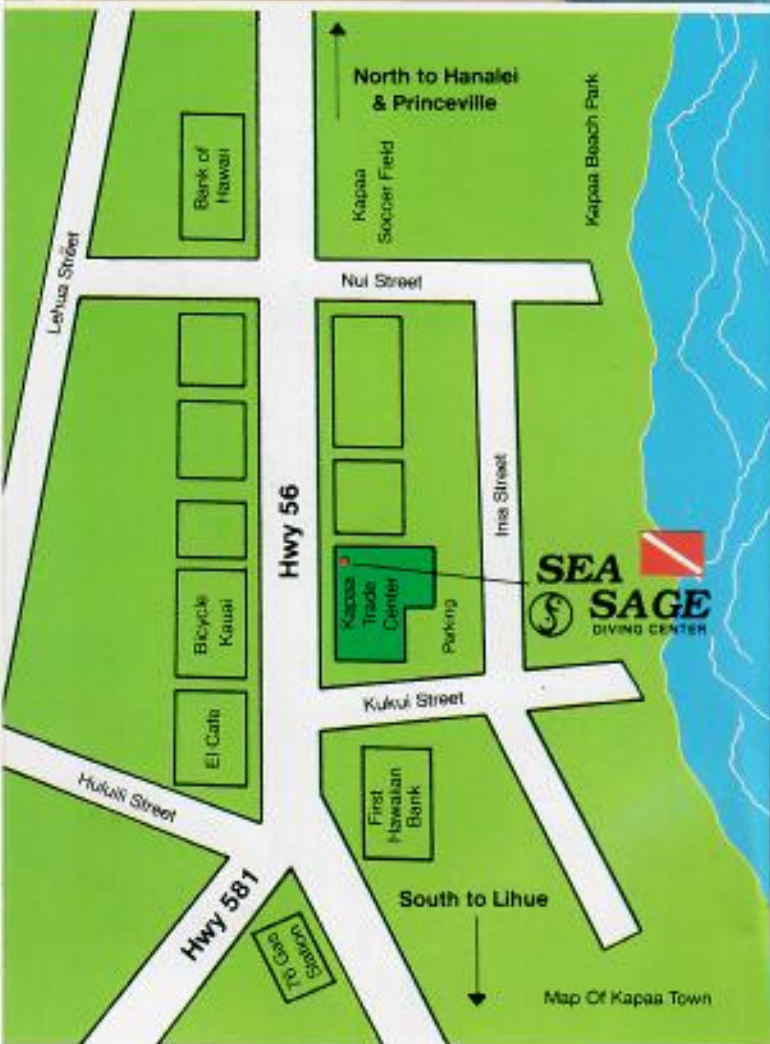 North to Hanalei
& Princeville
Bank of
Hawaii
Kapaa
Soccer Field
Kapaa Beach Park
Lehua Street
Nui Street
Hwy 56
Inia Street
SEA
SAGE
DIVING CENTER
Kapaa
Trade
Center
Parking
Bicycle
Kauai
El Cafe
Kukui Street
Huluili Street
First
Hawaiian
Bank
Hwy 581
76 Gas
Station
South to Lihue
Map Of Kapaa Town